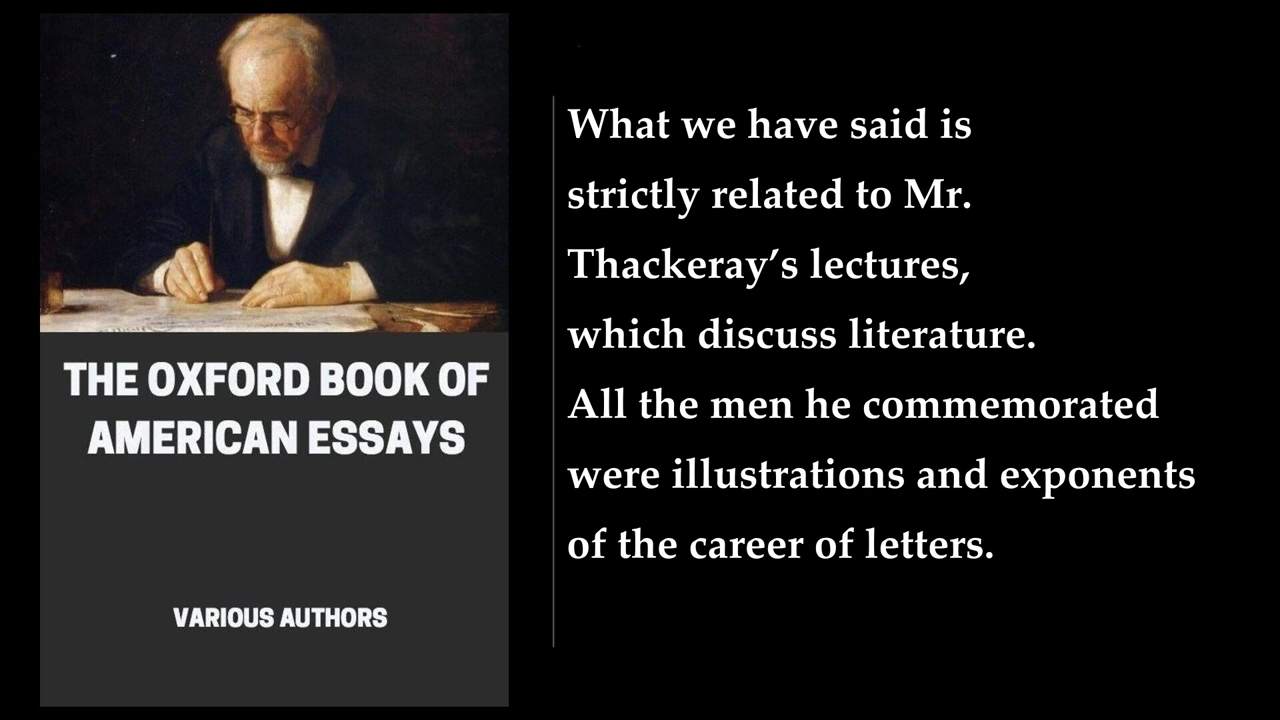 THE OXFORD BOOK OF
AMERICAN ESSAYS
VARIOUS AUTHORS
What we have said is
strictly related to Mr.
Thackeray’s lectures,
which discuss literature.
All the men he commemorated
were illustrations and exponents
of the career of letters.